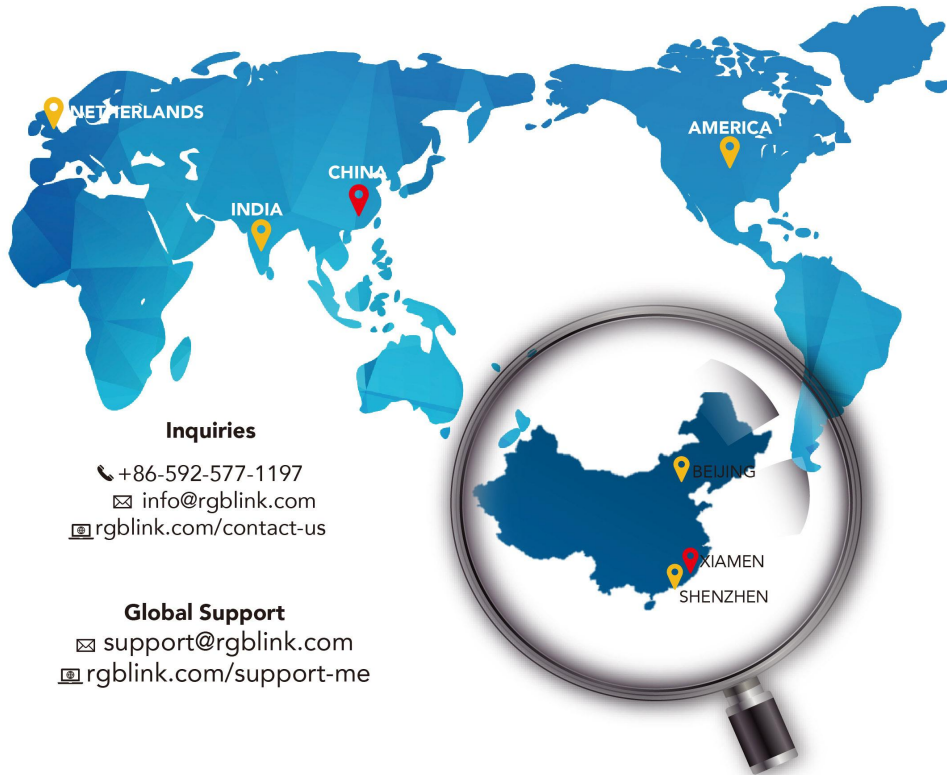 NETHERLANDS
AMERICA
CHINA
INDIA
Inquiries
+86-592-577-1197
info@rgblink.com
rgblink.com/contact-us
BEIJING
XIAMEN
SHENZHEN
Global Support
support@rgblink.com
rgblink.com/support-me